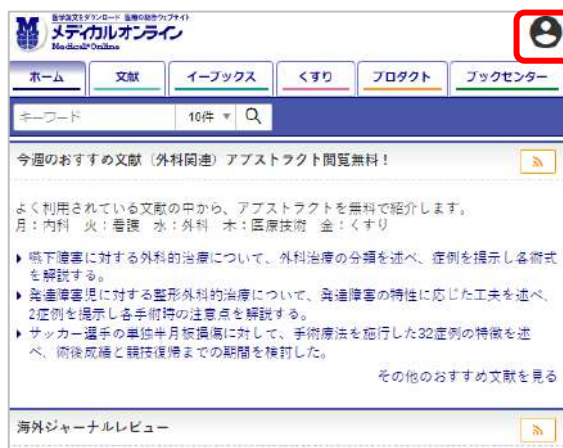 医学論文をダウンロード 医療の総合ウェブサイト
メディカルオンライン
Medical*Online
ホーム 文献 イーブックス くすり プロダクト ブックセンター
キーワード 10件 ▼
今週のおすすめ文献（外科関連）アブストラクト閲覧無料！
よく利用されている文献の中から、アブストラクトを無料で紹介します。
月：内科 火：看護 水：外科 木：医療技術 金：くすり
嚥下障害に対する外科的治療について、外科治療の分類を述べ、症例を提示し各術式
を解説する。
発達障害児に対する整形外科的治療について、発達障害の特性に応じた工夫を述べ、
2症例を提示し各手術時の注意点を解説する。
サッカー選手の単独半月板損傷に対して、手術療法を施行した32症例の特徴を述
べ、術後成績と競技復帰までの期間を検討した。
その他のおすすめ文献を見る
海外ジャーナルレビュー